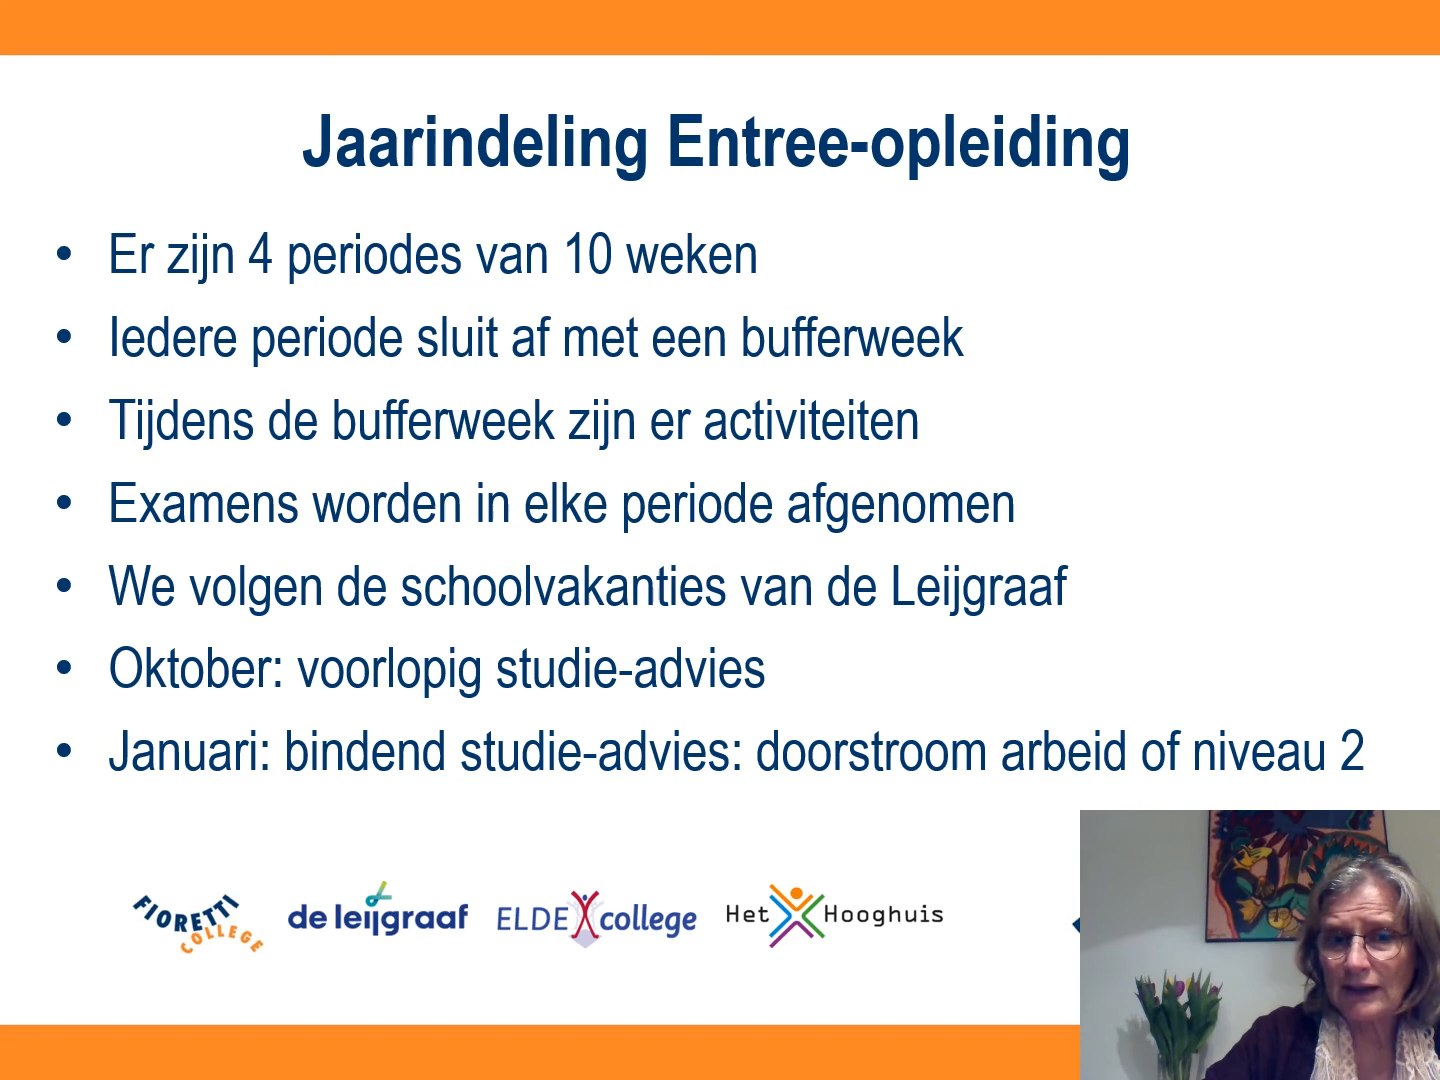 Jaarindeling Entree-opleiding
• Er zijn 4 periodes van 10 weken
• Iedere periode sluit af met een bufferweek
• Tijdens de bufferweek zijn er activiteiten
• Examens worden in elke periode afgenomen
• We volgen de schoolvakanties van de Leijgraaf
• Oktober: voorlopig studie-advies
• Januari: bindend studie-advies: doorstroom arbeid of niveau 2
FIORETTI COLLEGE
de leijgraaf
ELDE college
Het Hooghuis